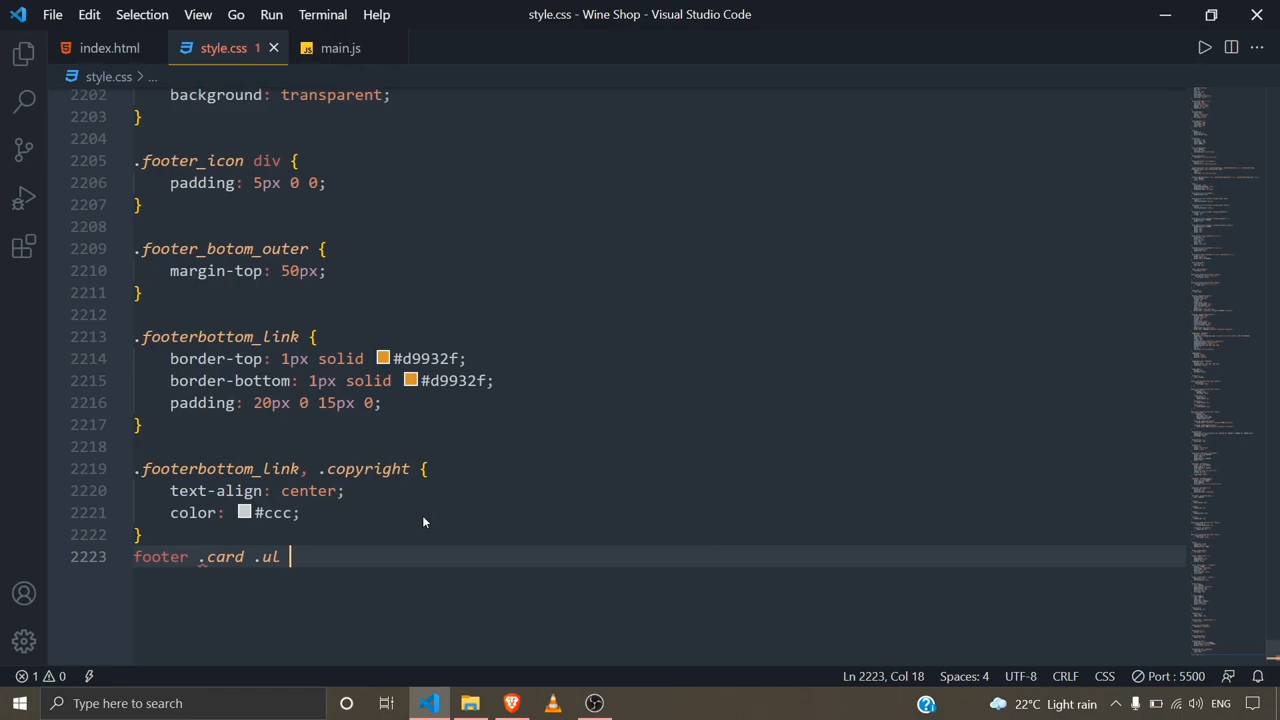 File Edit Selection View Go Run Terminal Help
style.css - Wine Shop - Visual Studio Code
index.html
style.css 1
JS main.js
style.css > ...
2202 background: transparent;
2203 }
2204
2205 .footer_icon div {
2206 padding: 5px 0 0;
2207 }
2208
2209 .footer_botom_outer {
2210 margin-top: 50px;
2211 }
2212
2213 .footerbottom_link {
2214 border-top: 1px solid #d9932f;
2215 border-bottom: 1px solid #d9932f;
2216 padding: 20px 0 15px 0;
2217 }
2218
2219 .footerbottom_link, .copyright {
2220 text-align: center;
2221 color: #ccc;
2222 }
2223 footer .card .ul
1 0
Ln 2223, Col 18 Spaces: 4 UTF-8 CRLF CSS Port : 5500
Type here to search
22°C Light rain
ENG